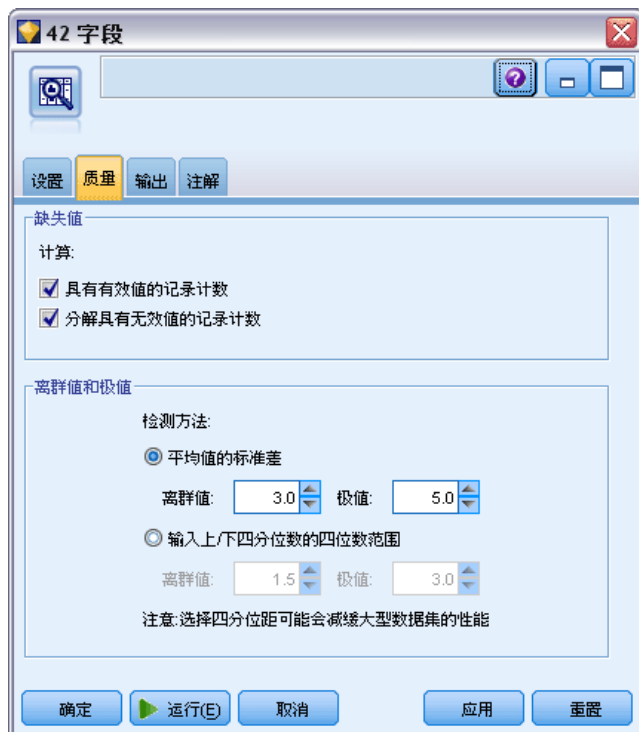 42 字段
设置 质量 输出 注解
缺失值
计算:
具有有效值的记录计数
分解具有无效值的记录计数
离群值和极值
检测方法:
平均值的标准差
离群值: 3.0 极值: 5.0
输入上/下四分位数的四位数范围
离群值: 1.5 极值: 3.0
注意:选择四分位距可能会减缓大型数据集的性能
确定 运行(E) 取消 应用 重置